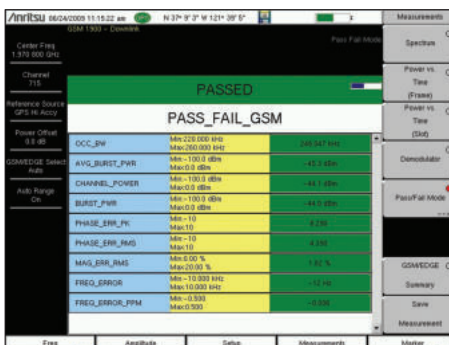 Anritsu 06/24/2009 11:15:22 am
N 37° 9' 3" W 121° 39' 5"
Measurements
GSM 1900 - Downlink
Pass Fail Mode
Center Freq
1.970 800 GHz
Channel
715
Reference Source
GPS Hi Accy
Power Offset
0.0 dB
GSM/EDGE Select
Auto
Auto Range
On
PASSED
PASS_FAIL_GSM
OCC_BW
Min:220.000 kHz
Max:260.000 kHz
AVG_BURST_PWR
Min:-100.0 dBm
Max:0.0 dBm
CHANNEL_POWER
Min:-100.0 dBm
Max:0.0 dBm
BURST_PWR
Min:-100.0 dBm
Max:0.0 dBm
PHASE_ERR_PK
Min:-10
Max:10
PHASE_ERR_RMS
Min:-10
Max:10
MAG_ERR_RMS
Min:0.00 %
Max:20.00 %
FREQ_ERROR
Min:-10.000 kHz
Max:10.000 kHz
-12 Hz
FREQ_ERROR_PPM
Min:-0.500
Max:0.500
Spectrum
Power vs.
Time
(Frame)
Power vs.
Time
(Slot)
Demodulator
Pass/Fail Mode
GSM/EDGE
Summary
Save
Measurement
Freq
Amplitude
Setup
Measurements
Marker